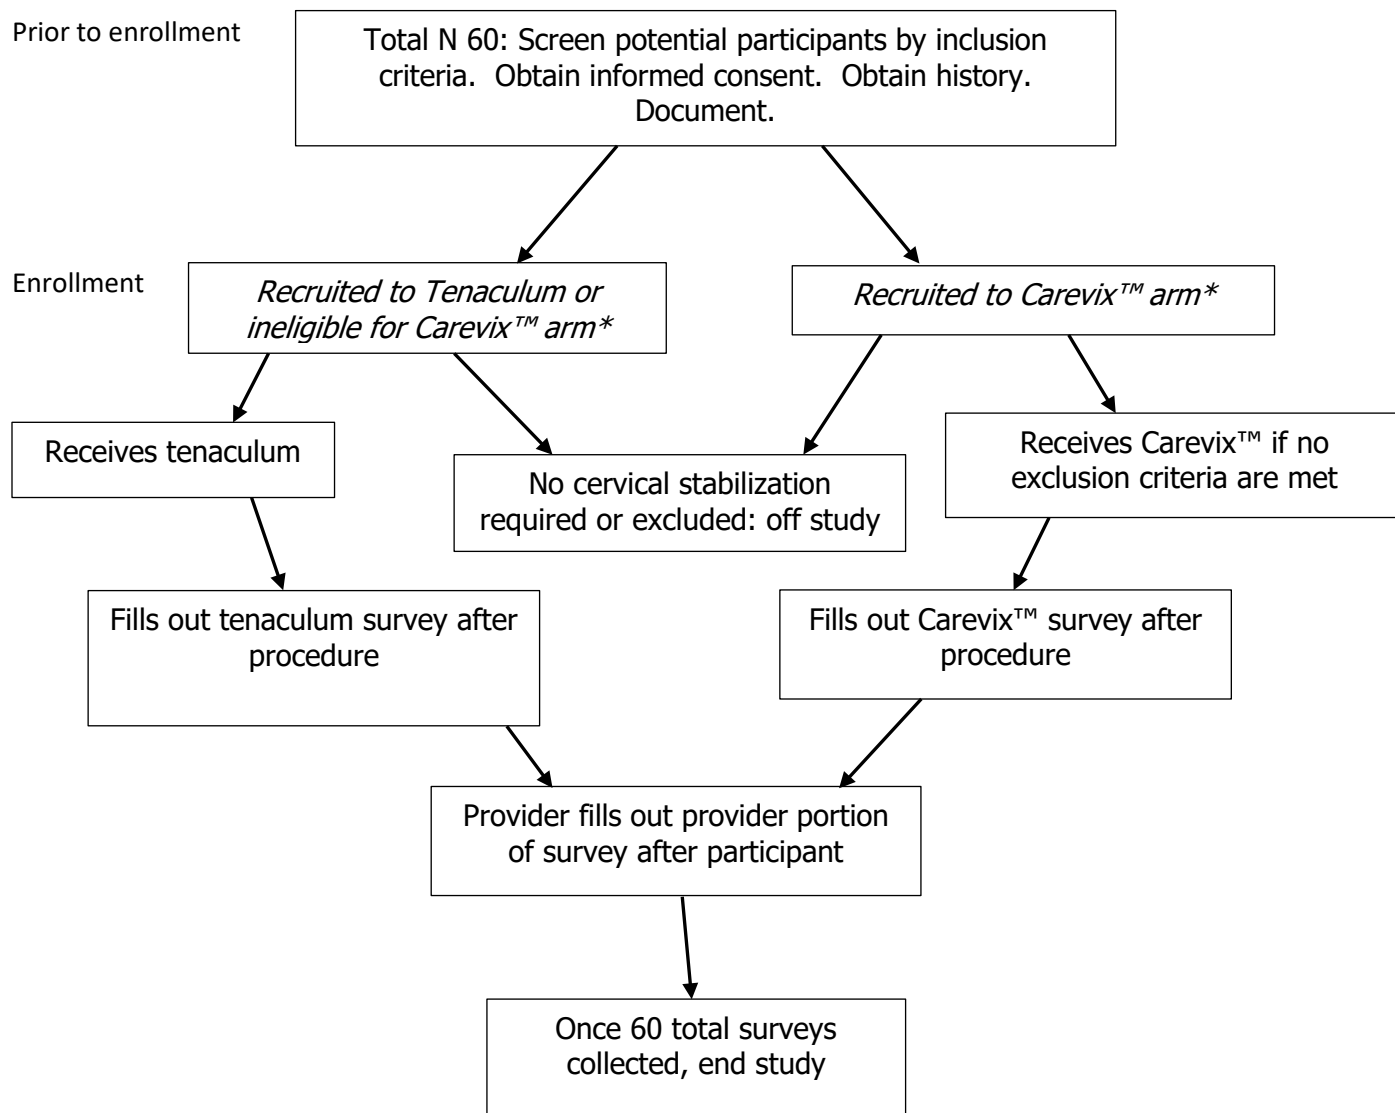 Prior to enrollment
Total N 60: Screen potential participants by inclusion
criteria.  Obtain informed consent.  Obtain history.
Document.
Enrollment
Recruited to Tenaculum or
ineligible for Carevix™ arm*
Recruited to Carevix™ arm*
Receives tenaculum
No cervical stabilization
required or excluded: off study
Receives Carevix™ if no
exclusion criteria are met
Fills out tenaculum survey after
procedure
Fills out Carevix™ survey after
procedure
Provider fills out provider portion
of survey after participant
Once 60 total surveys
collected, end study